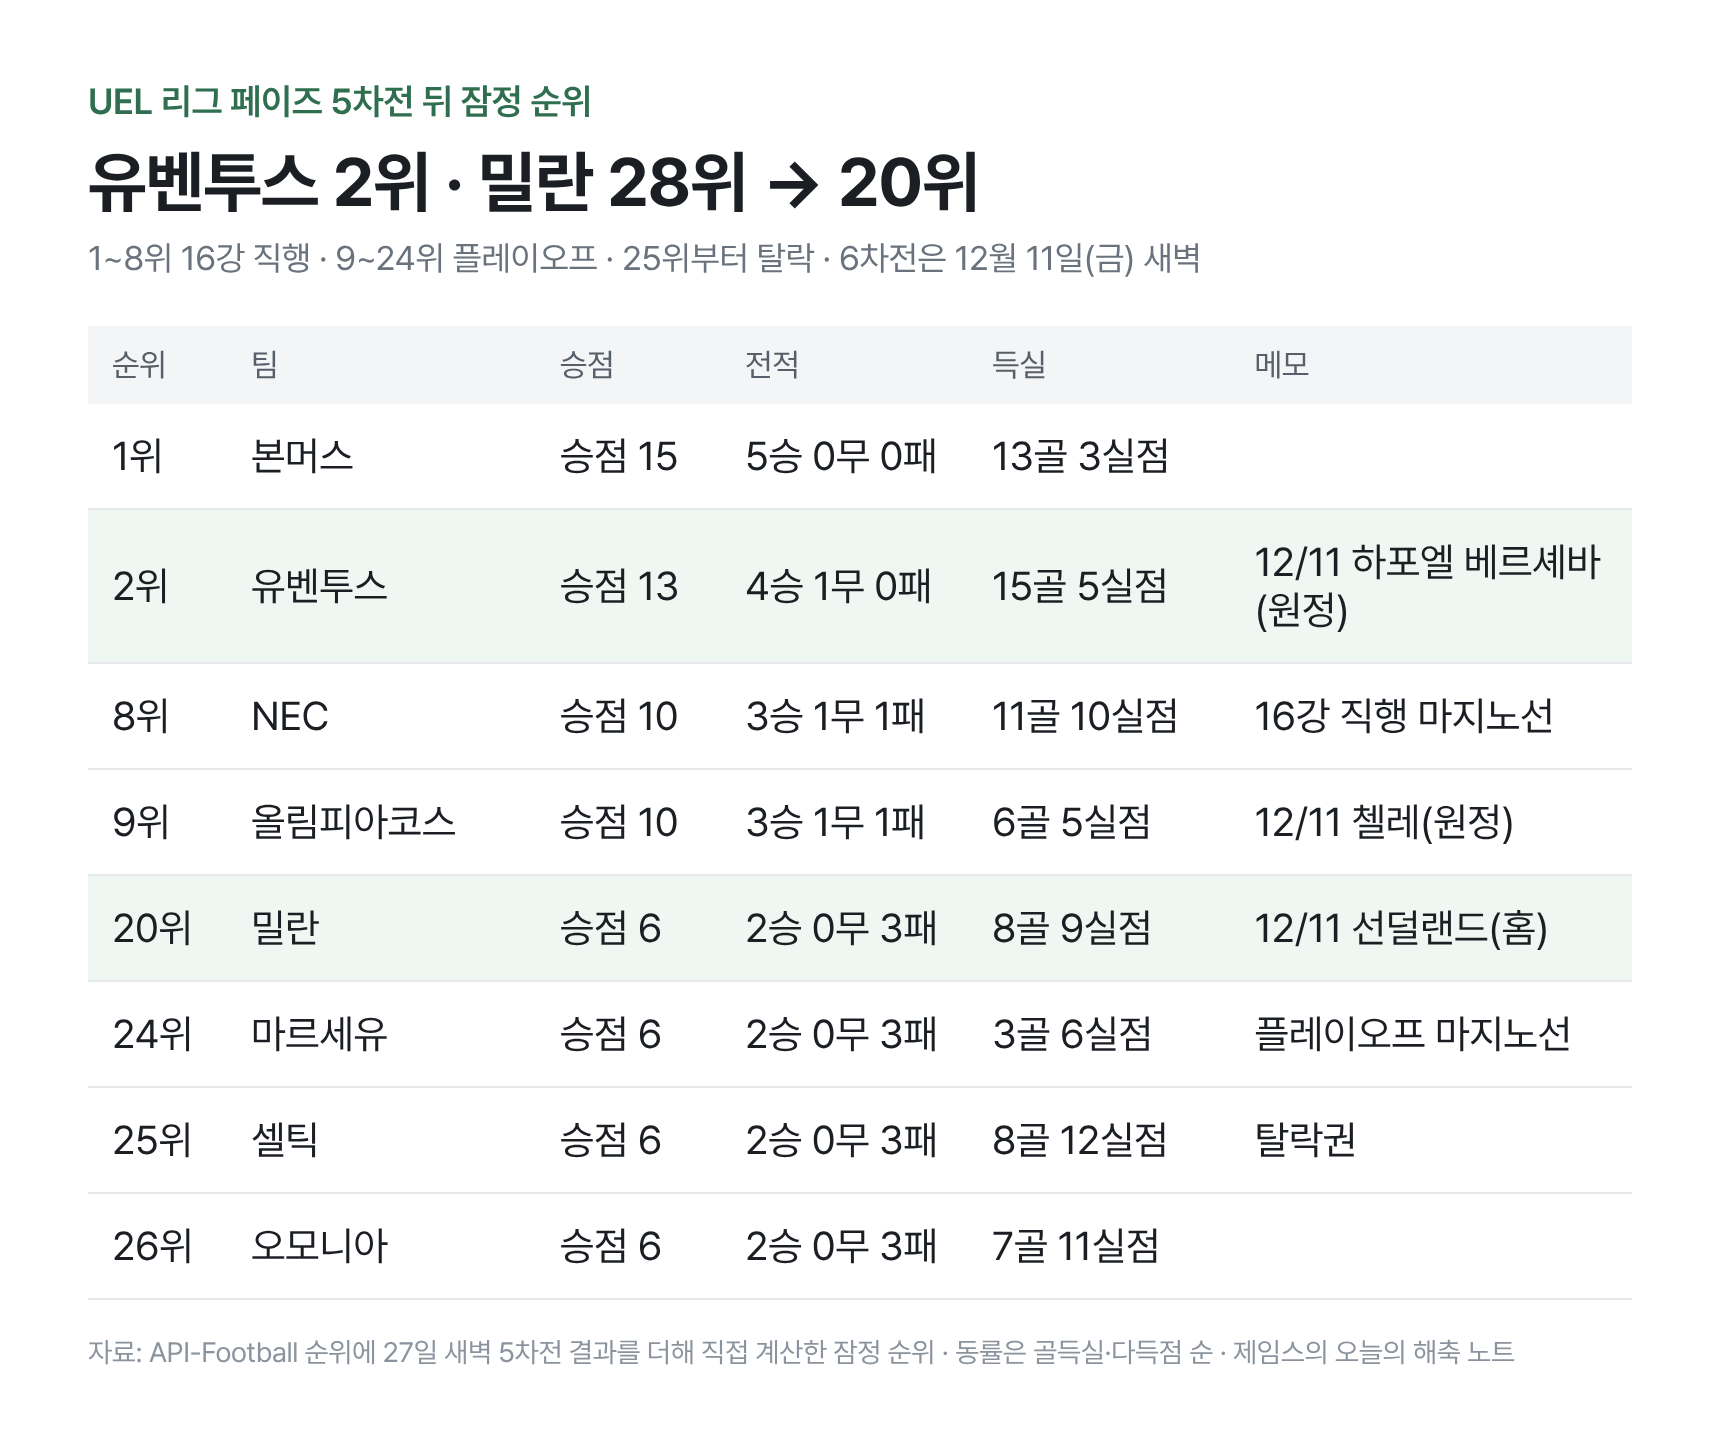 UEL 리그 페이즈 5차전 뒤 잠정 순위
유벤투스 2위 · 밀란 28위 → 20위
1~8위 16강 직행 · 9~24위 플레이오프 · 25위부터 탈락 · 6차전은 12월 11일(금) 새벽
순위 팀 승점 전적 득실 메모
1위 본머스 승점 15 5승 0무 0패 13골 3실점
2위 유벤투스 승점 13 4승 1무 0패 15골 5실점 12/11 하포엘 베르셰바
(원정)
8위 NEC 승점 10 3승 1무 1패 11골 10실점 16강 직행 마지노선
9위 올림피아코스 승점 10 3승 1무 1패 6골 5실점 12/11 첼레(원정)
20위 밀란 승점 6 2승 0무 3패 8골 9실점 12/11 선덜랜드(홈)
24위 마르세유 승점 6 2승 0무 3패 3골 6실점 플레이오프 마지노선
25위 셀틱 승점 6 2승 0무 3패 8골 12실점 탈락권
26위 오모니아 승점 6 2승 0무 3패 7골 11실점
자료: API-Football 순위에 27일 새벽 5차전 결과를 더해 직접 계산한 잠정 순위 · 동률은 골득실·다득점 순 · 제임스의 오늘의 해축 노트